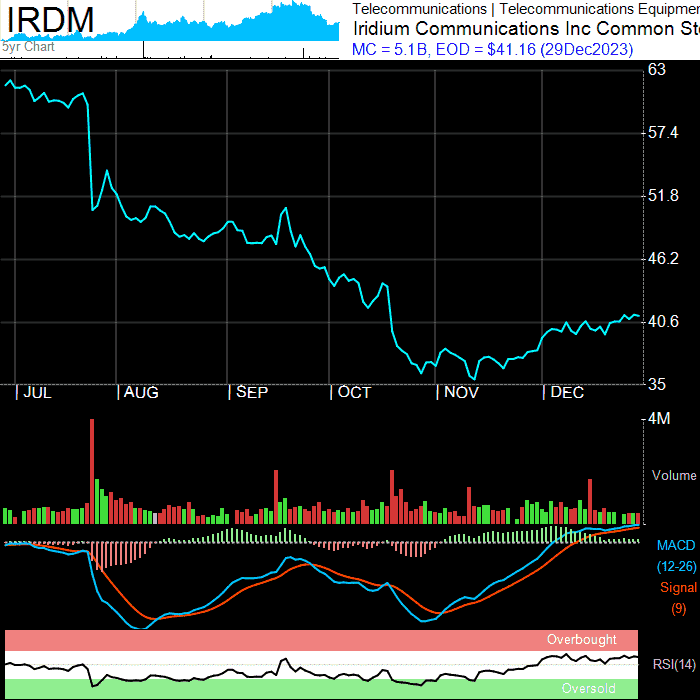 IRDM
5yr Chart
Telecommunications | Telecommunications Equipmen
Iridium Communications Inc Common Sto
MC = 5.1B, EOD = $41.16 (29Dec2023)
63
57.4
51.8
46.2
40.6
35
| JUL | AUG | SEP | OCT | NOV | DEC
4M
Volume
MACD
(12-26)
Signal
(9)
Overbought
RSI(14)
Oversold